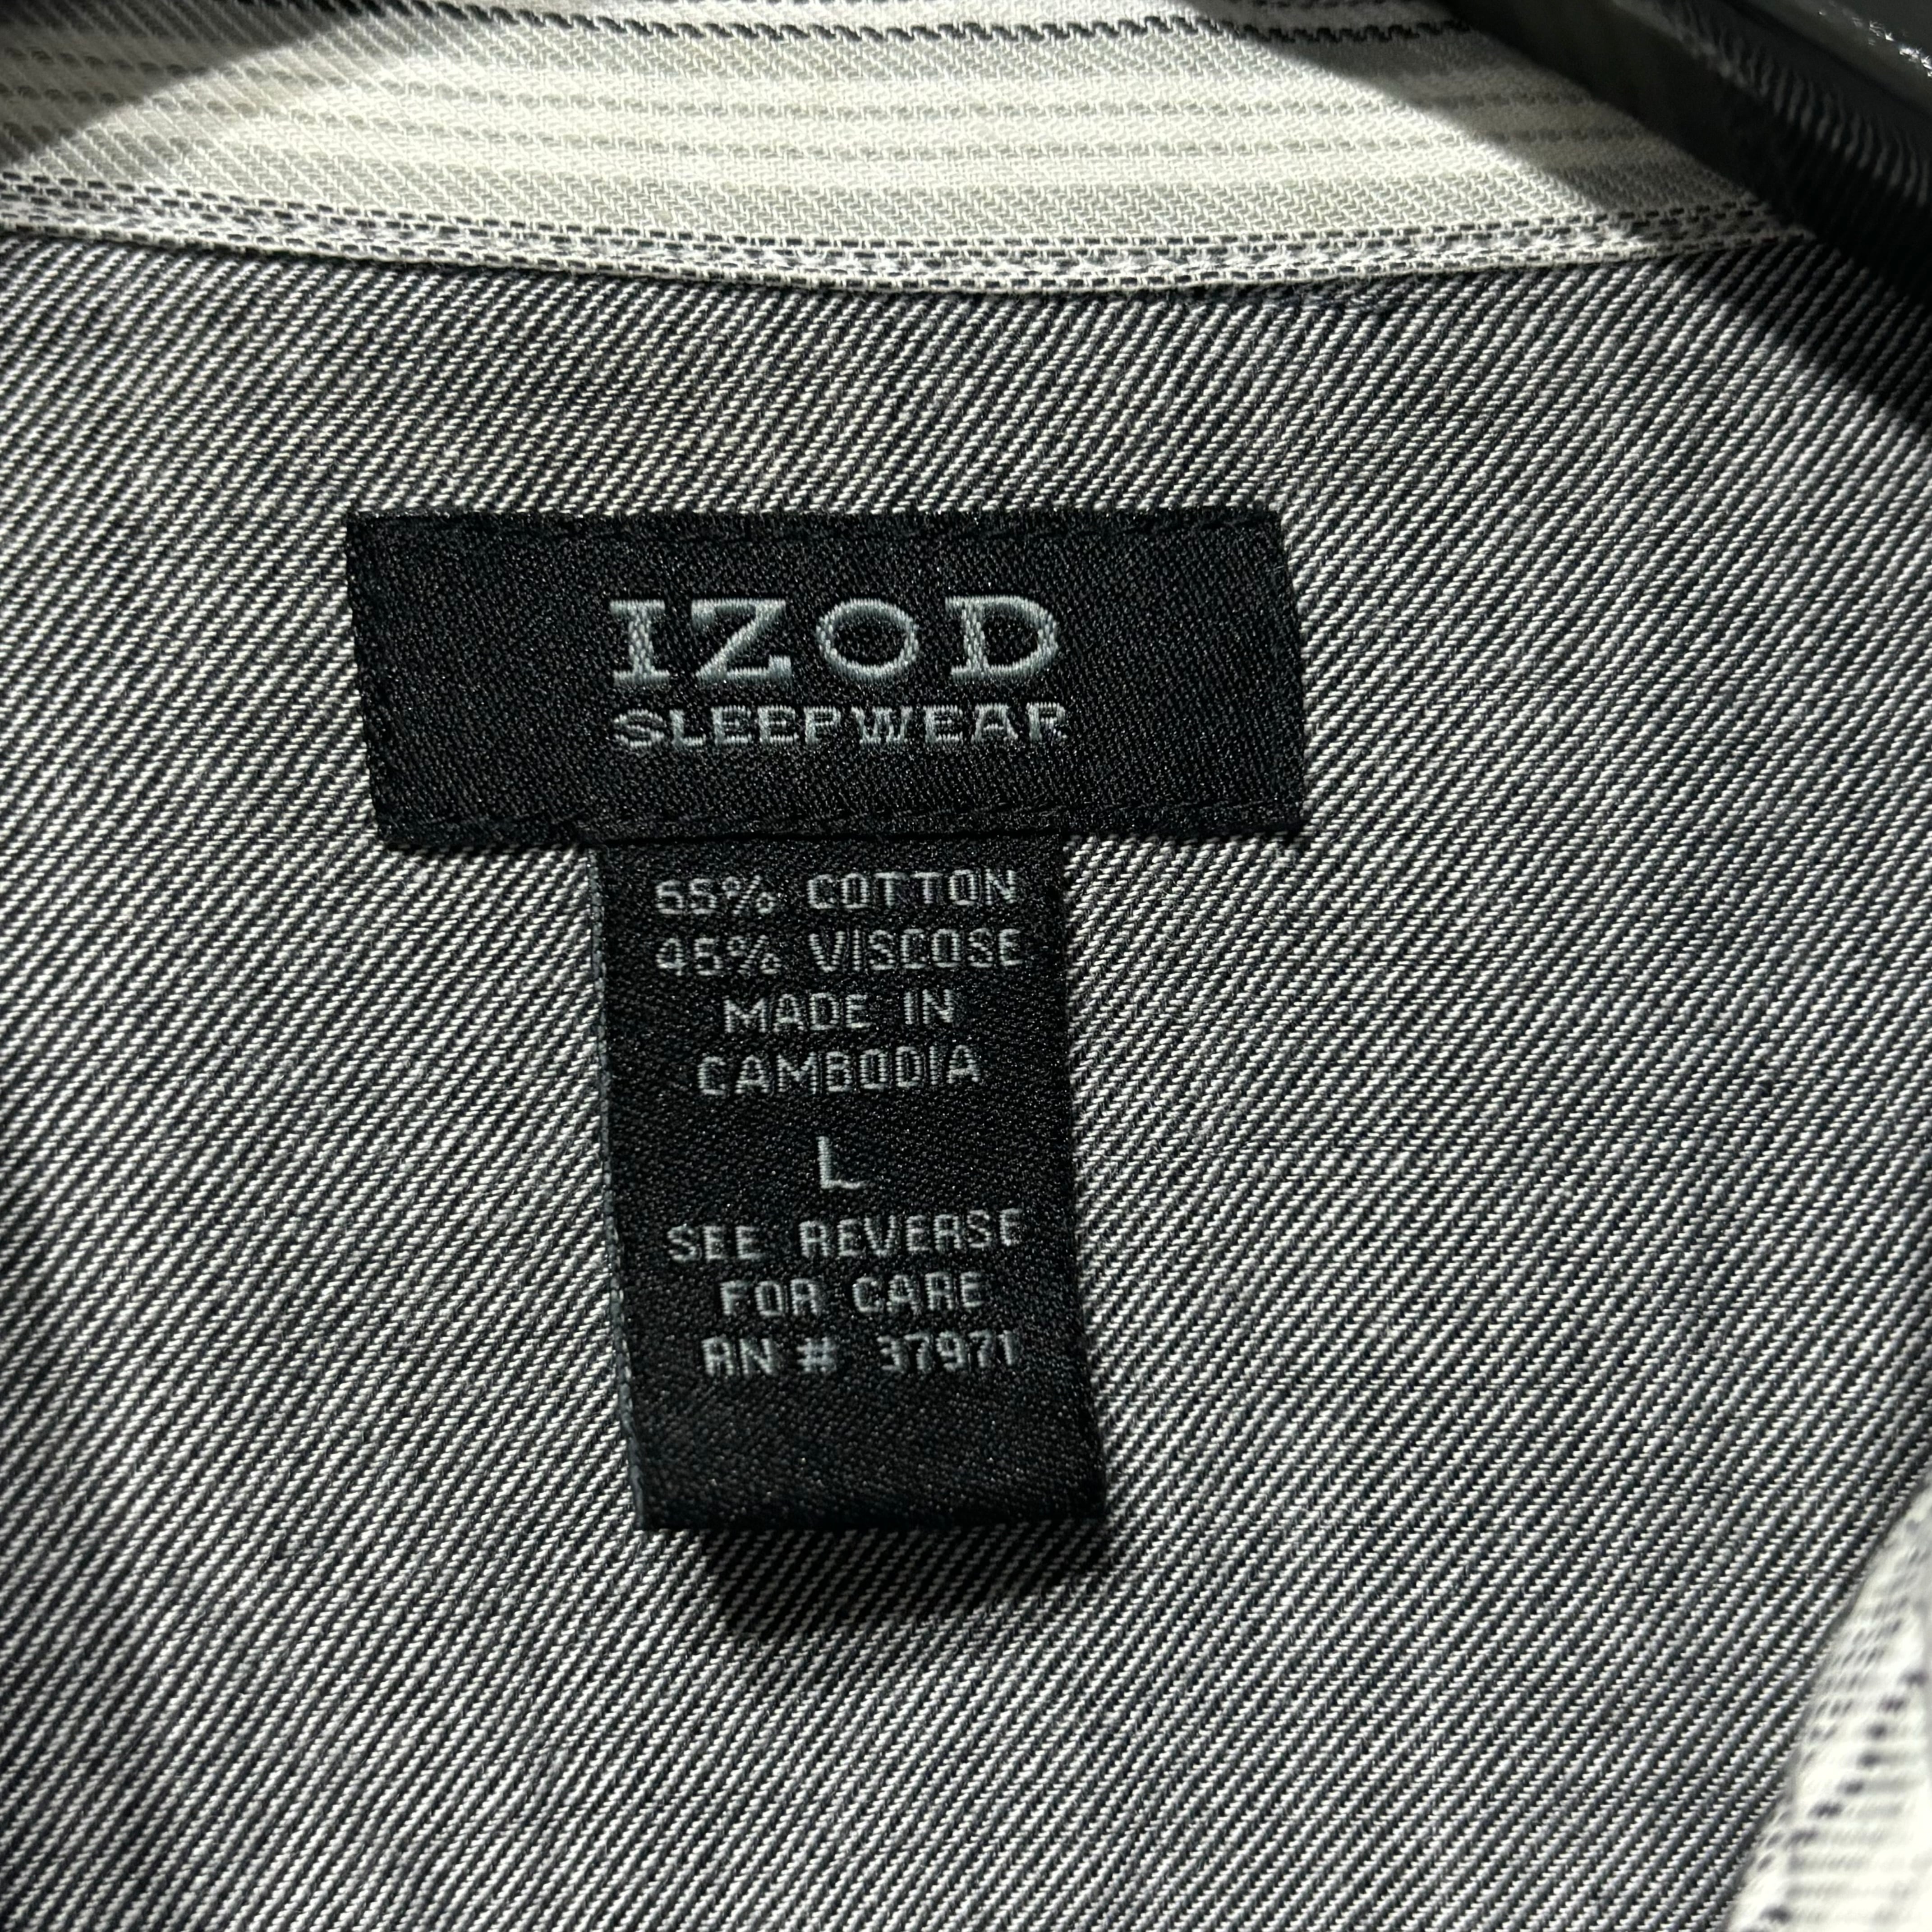 IZOD
SLEEPWEAR
55% COTTON
45% VISCOSE
MADE IN
CAMBODIA
L
SEE REVERSE
FOR CARE
RN # 37971